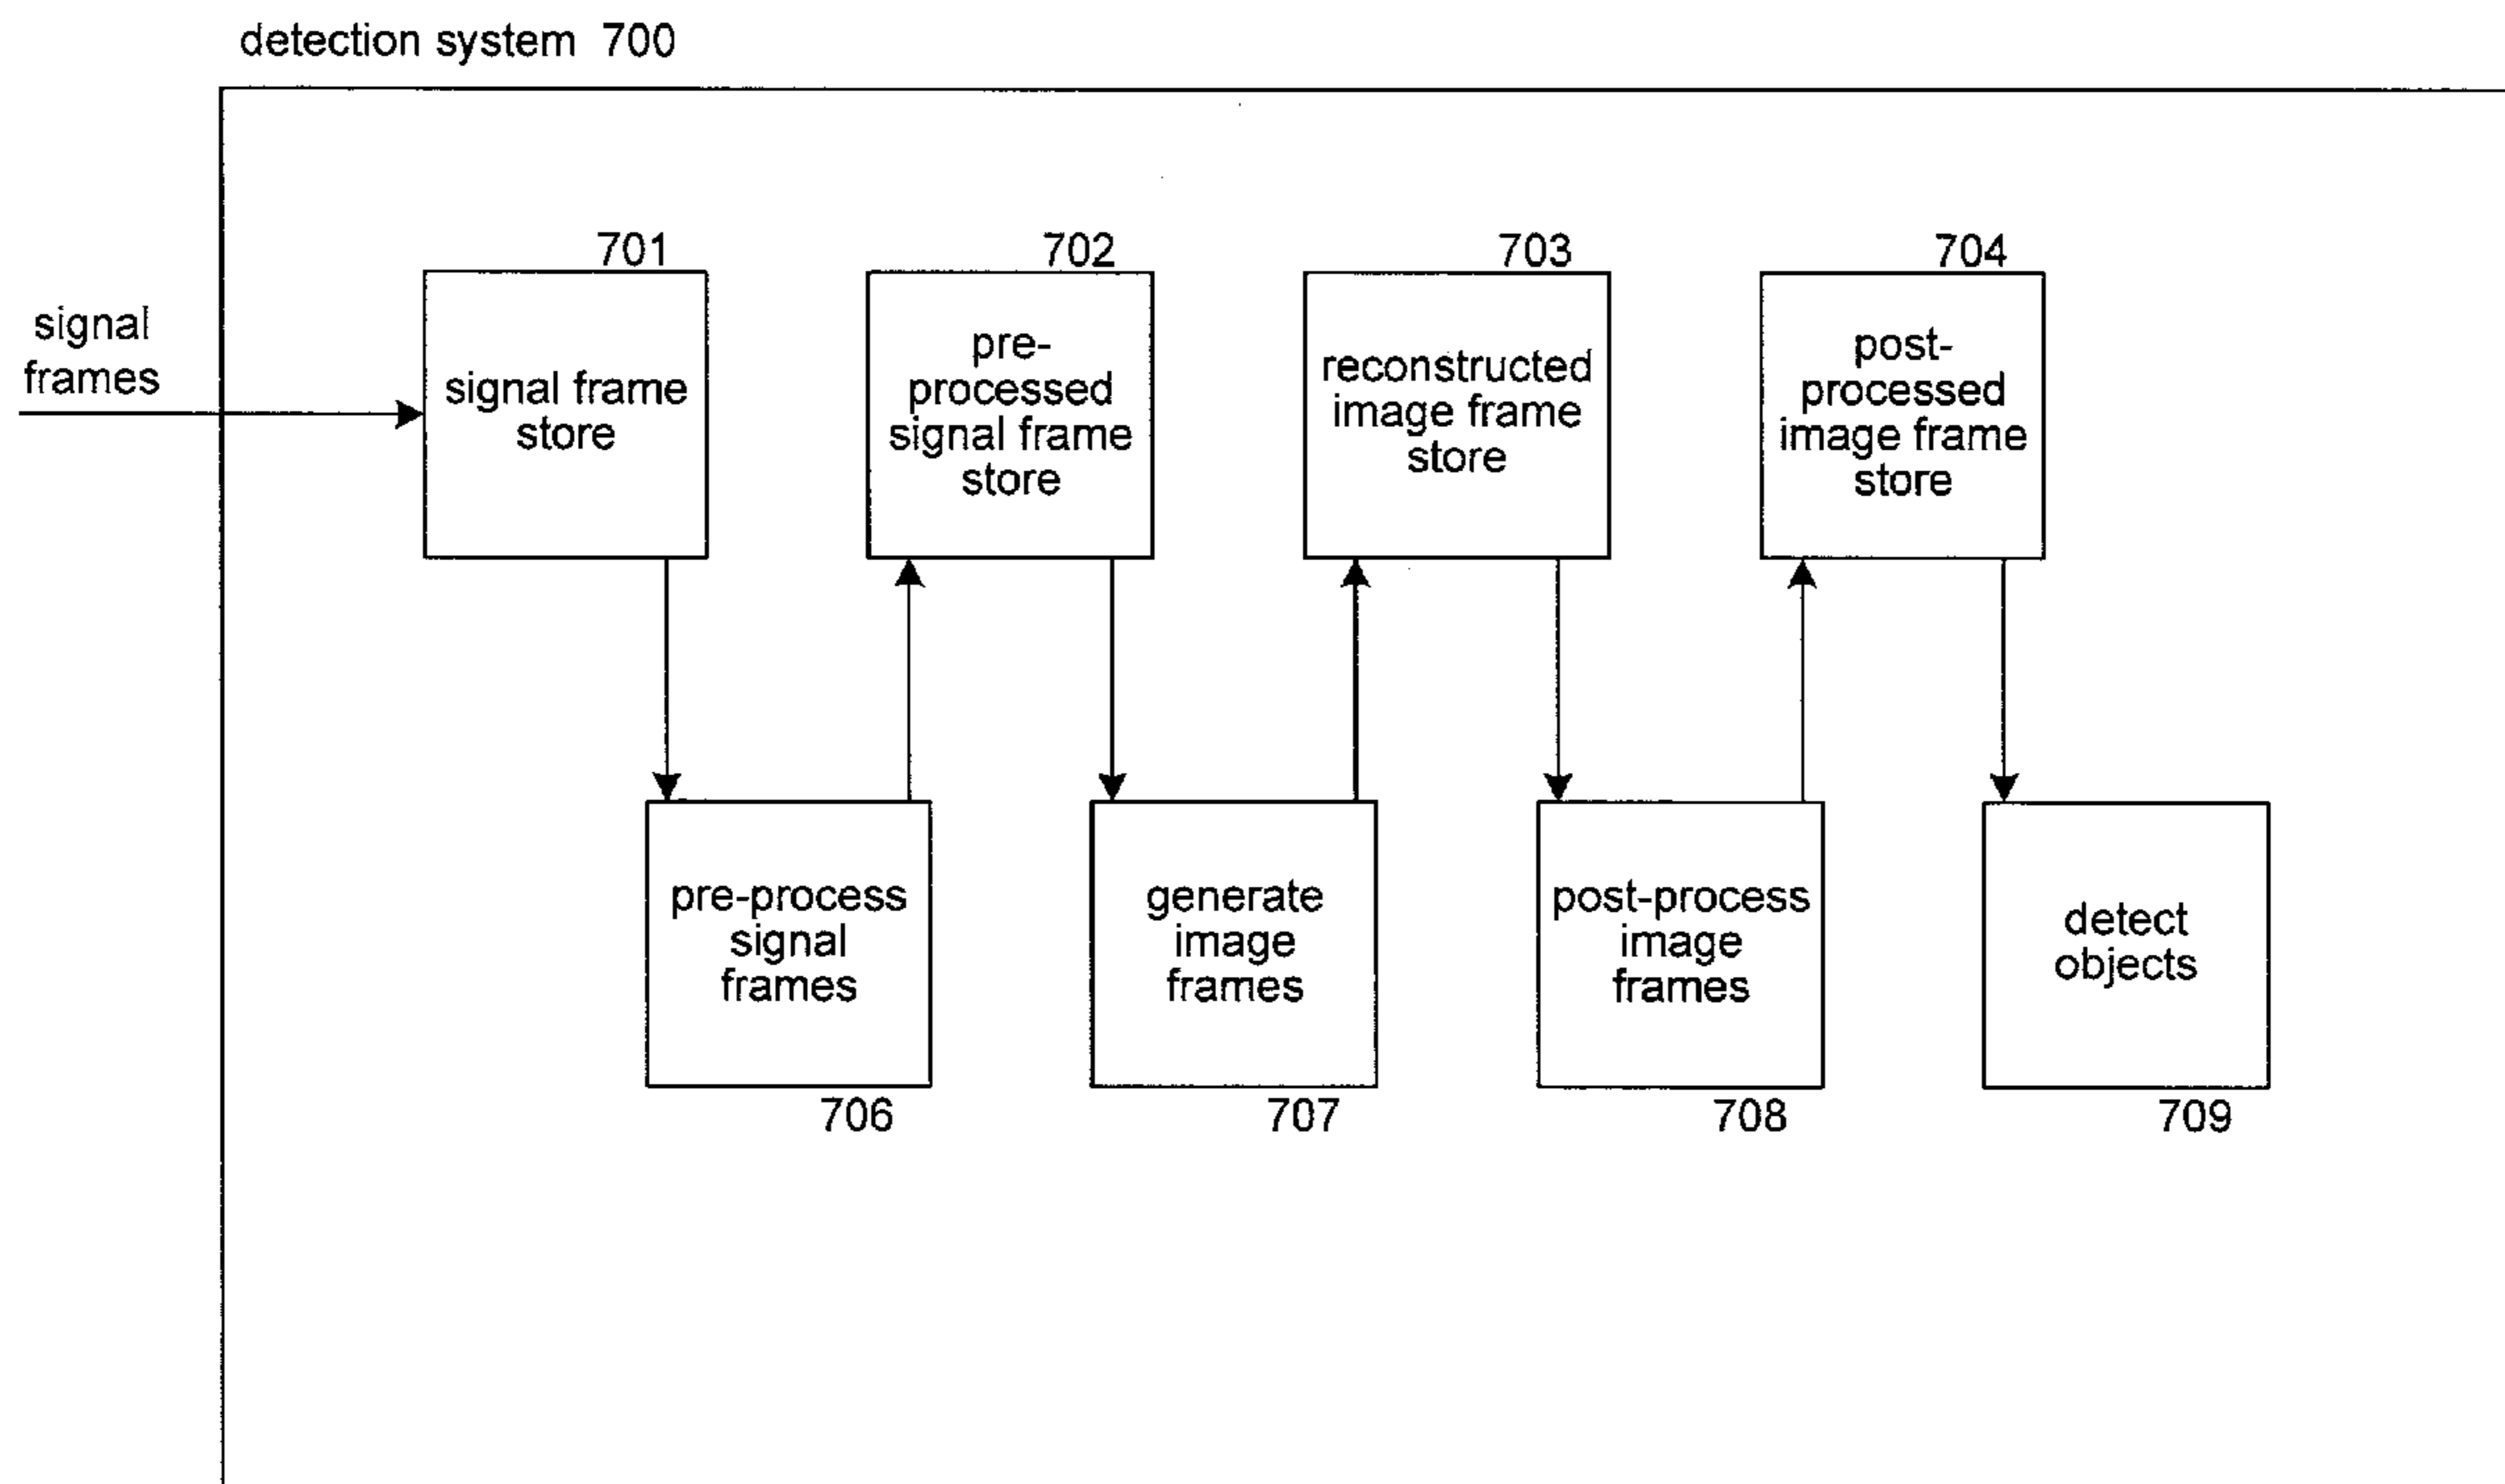 detection system 700
signal
frames
701
signal frame
store
702
pre-
processed
signal frame
store
703
reconstructed
image frame
store
704
post-
processed
image frame
store
pre-process
signal
frames
706
generate
image
frames
707
post-process
image
frames
708
detect
objects
709